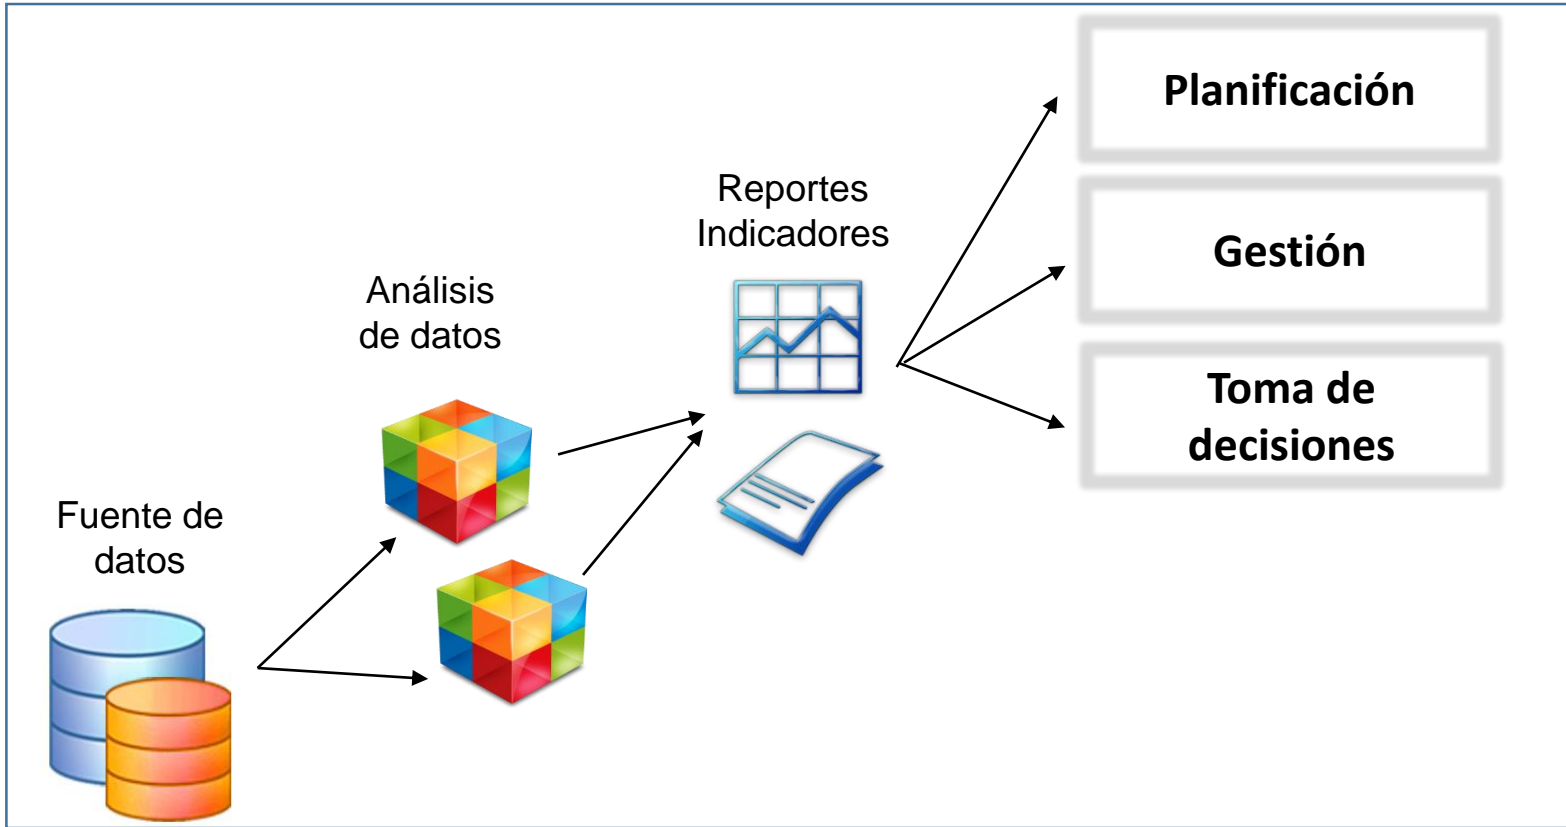 Fuente de
datos
Análisis
de datos
Reportes
Indicadores
Planificación
Gestión
Toma de
decisiones